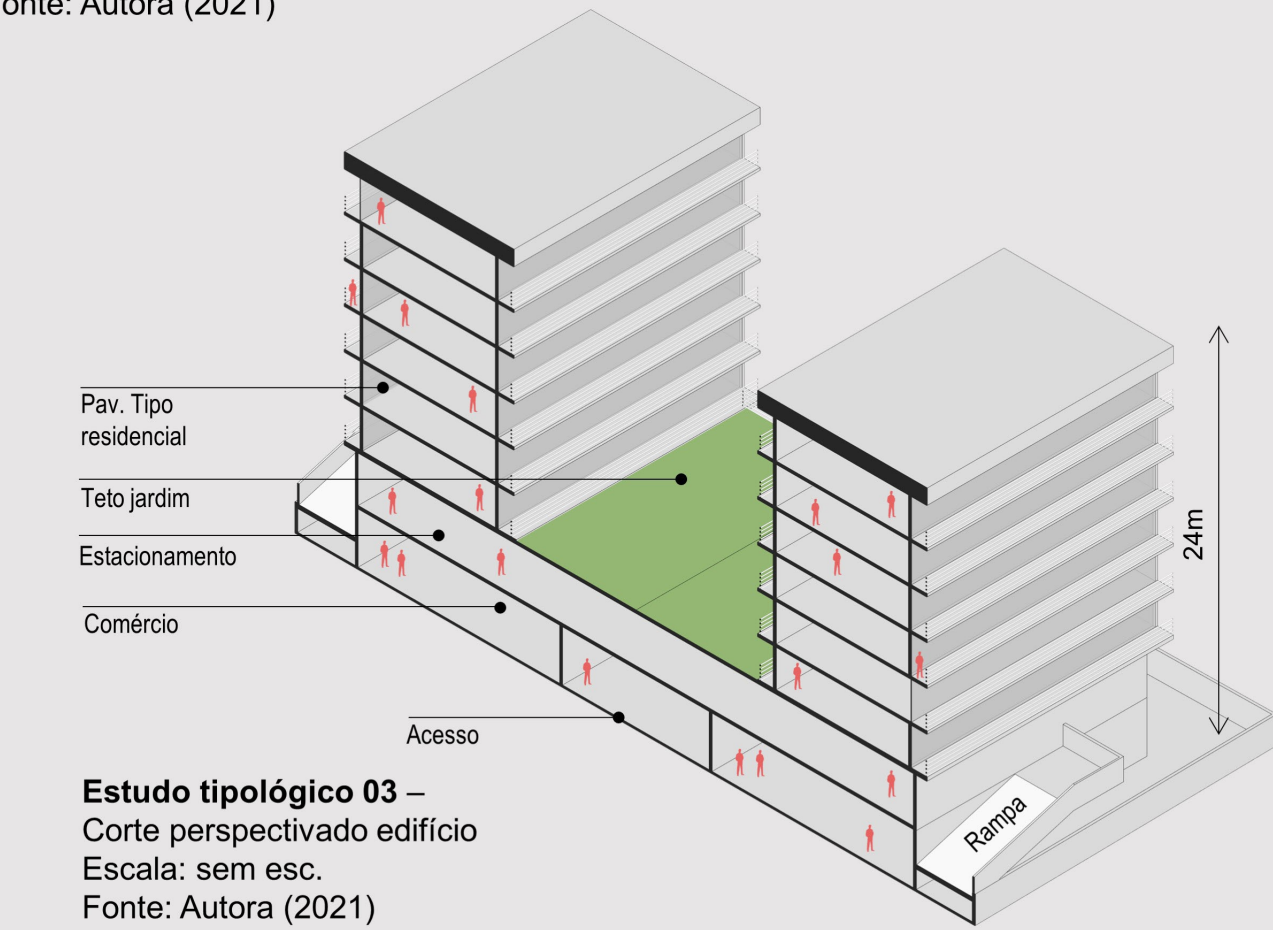 onte: Autora (2021)
Pav. Tipo
residencial
Teto jardim
Estacionamento
Comércio
Acesso
24m
Rampa
Estudo tipológico 03 –
Corte perspectivado edifício
Escala: sem esc.
Fonte: Autora (2021)